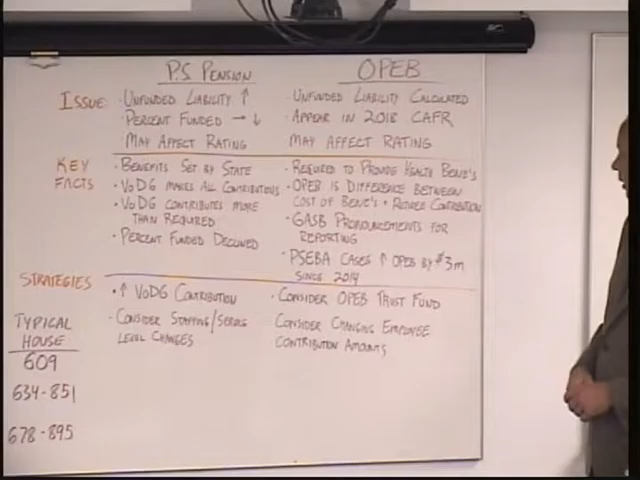 P.S. PENSION
OPEB
ISSUE
· UNFUNDED LIABILITY ↑
· PERCENT FUNDED → ↓
MAY AFFECT RATING
· UNFUNDED LIABILITY CALCULATED
· APPEAR IN 2018 CAFR
MAY AFFECT RATING
KEY
FACTS
· BENEFITS SET BY STATE
· VODG MAKES ALL CONTRIBUTIONS
· VODG CONTRIBUTES MORE
THAN REQUIRED
· PERCENT FUNDED DECLINED
· REQUIRED TO PROVIDE HEALTH BENE'S
· OPEB IS DIFFERENCE BETWEEN
COST OF BENE'S + RETIREE CONTRIBUTION
· GASB PRONOUNCEMENTS FOR
REPORTING
· PSEBA CASES ↑ OPEB BY $3M
SINCE 2014
STRATEGIES
· ↑ VODG CONTRIBUTION
· CONSIDER STAFFING/SERVICE
LEVEL CHANGES
· CONSIDER OPEB TRUST FUND
CONSIDER CHANGING EMPLOYEE
CONTRIBUTION AMOUNTS
TYPICAL
HOUSE
609
634-851
678-895